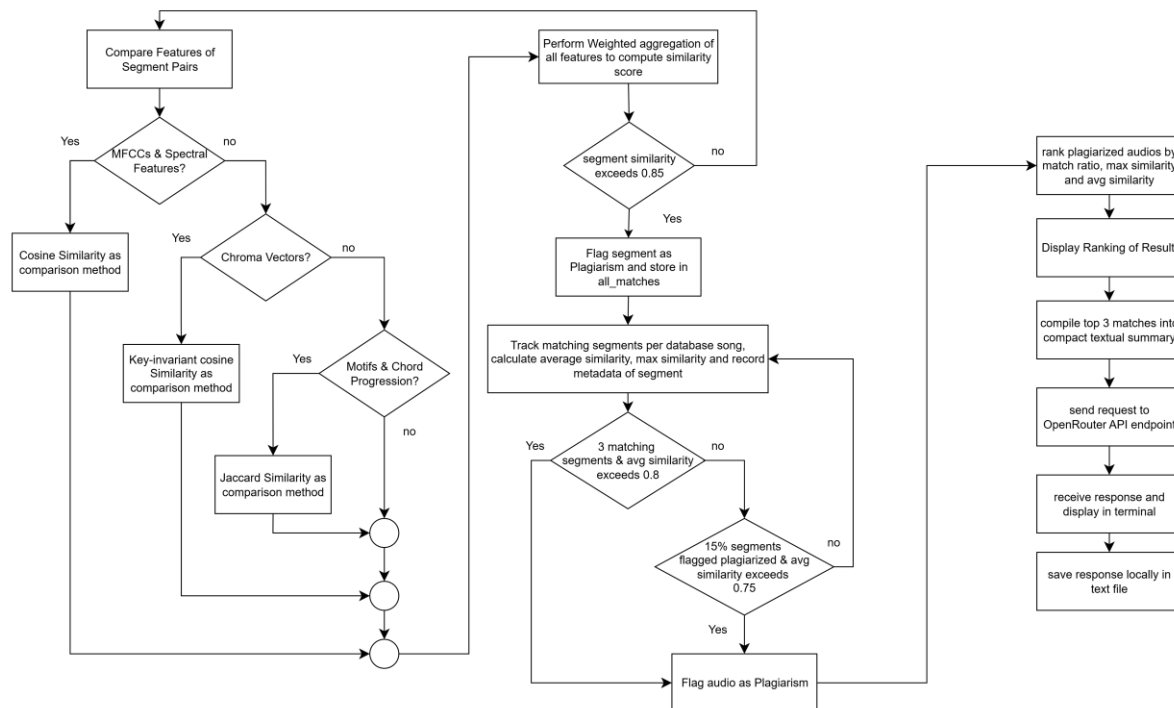 Compare Features of
Segment Pairs
Yes
MFCCs & Spectral
Features?
no
Cosine Similarity as
comparison method
Yes
Chroma Vectors?
no
Key-invariant cosine
Similarity as
comparison method
Yes
Motifs & Chord
Progression?
no
Jaccard Similarity as
comparison method
Perform Weighted aggregation of
all features to compute similarity
score
segment similarity
exceeds 0.85
no
Yes
Flag segment as
Plagiarism and store in
all_matches
Track matching segments per database song,
calculate average similarity, max similarity and record
metadata of segment
Yes
3 matching
segments & avg similarity
exceeds 0.8
no
15% segments
flagged plagiarized & avg
similarity exceeds
0.75
no
Yes
Flag audio as Plagiarism
rank plagiarized audios by
match ratio, max similarity
and avg similarity
Display Ranking of Result
compile top 3 matches into
compact textual summary
send request to
OpenRouter API endpoint
receive response and
display in terminal
save response locally in
text file